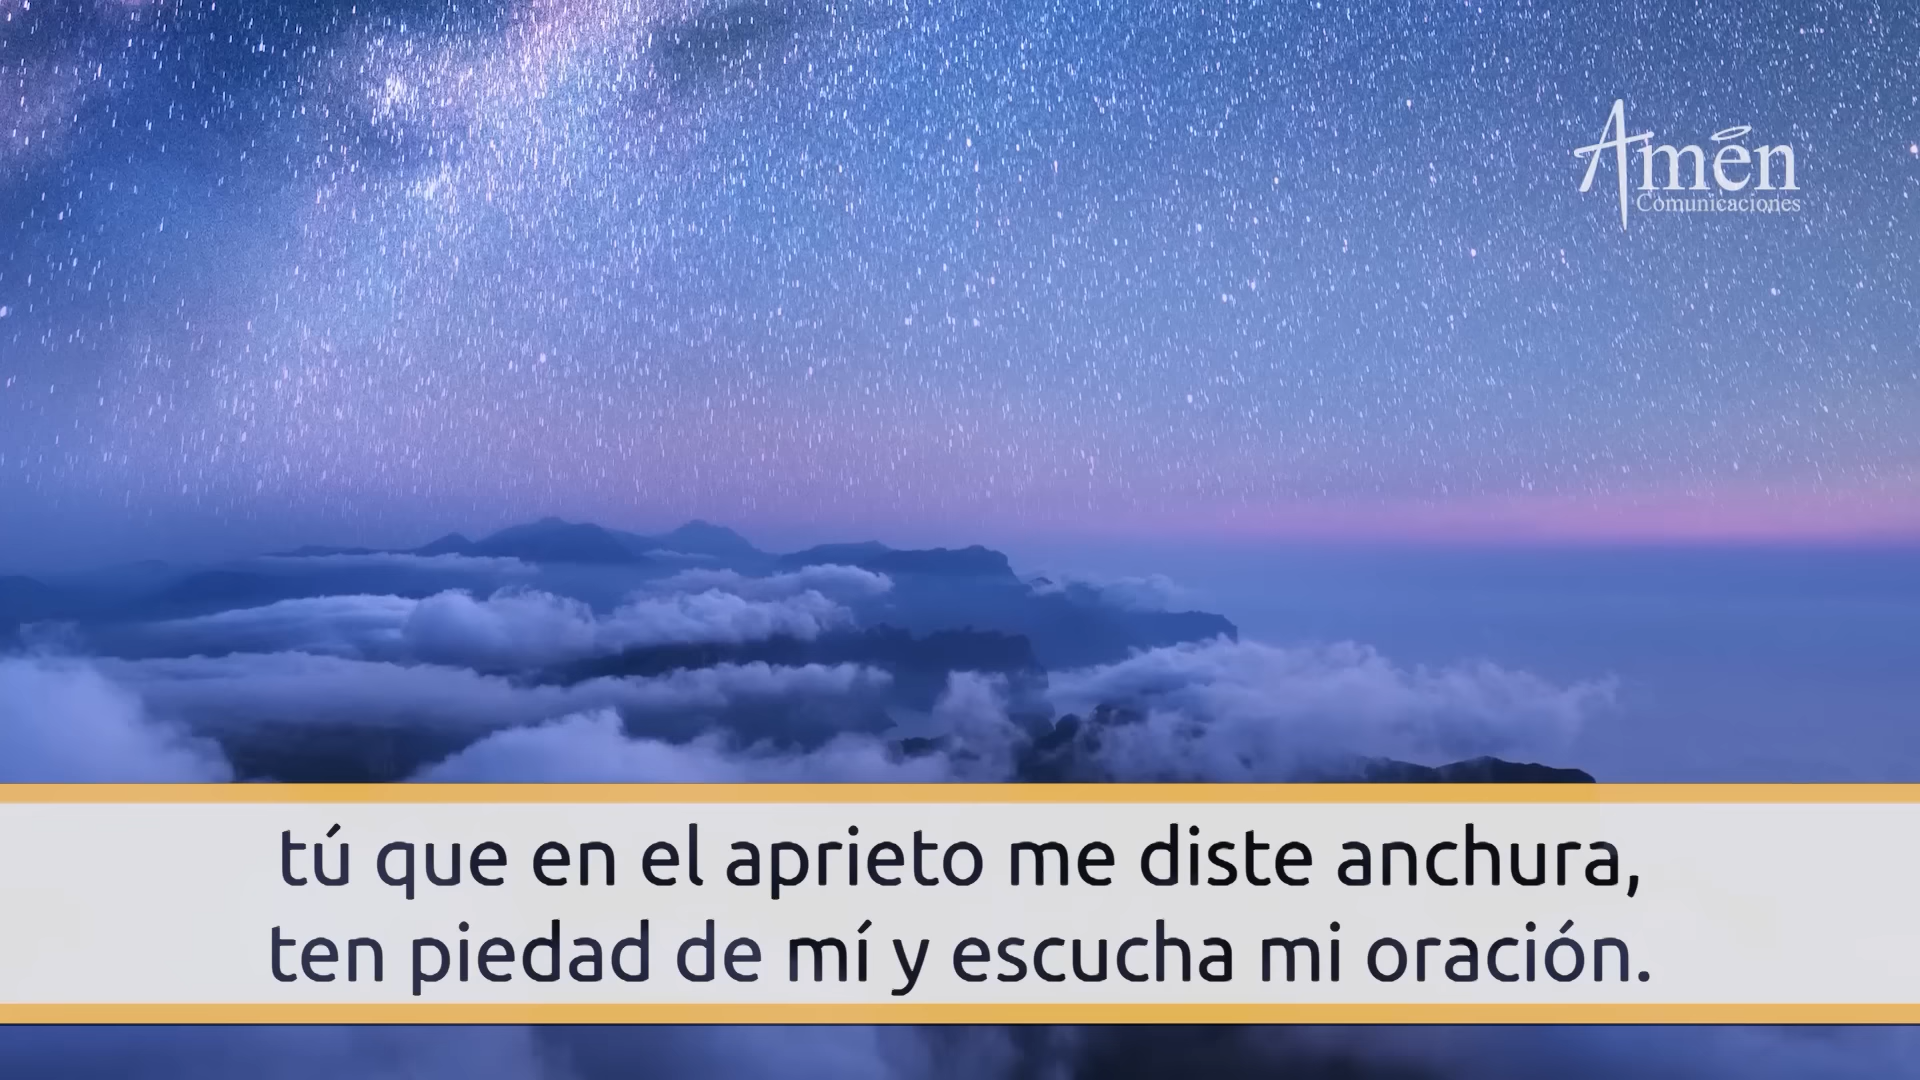 Amén
Comunicaciones
tú que en el aprieto me diste anchura,
ten piedad de mí y escucha mi oración.